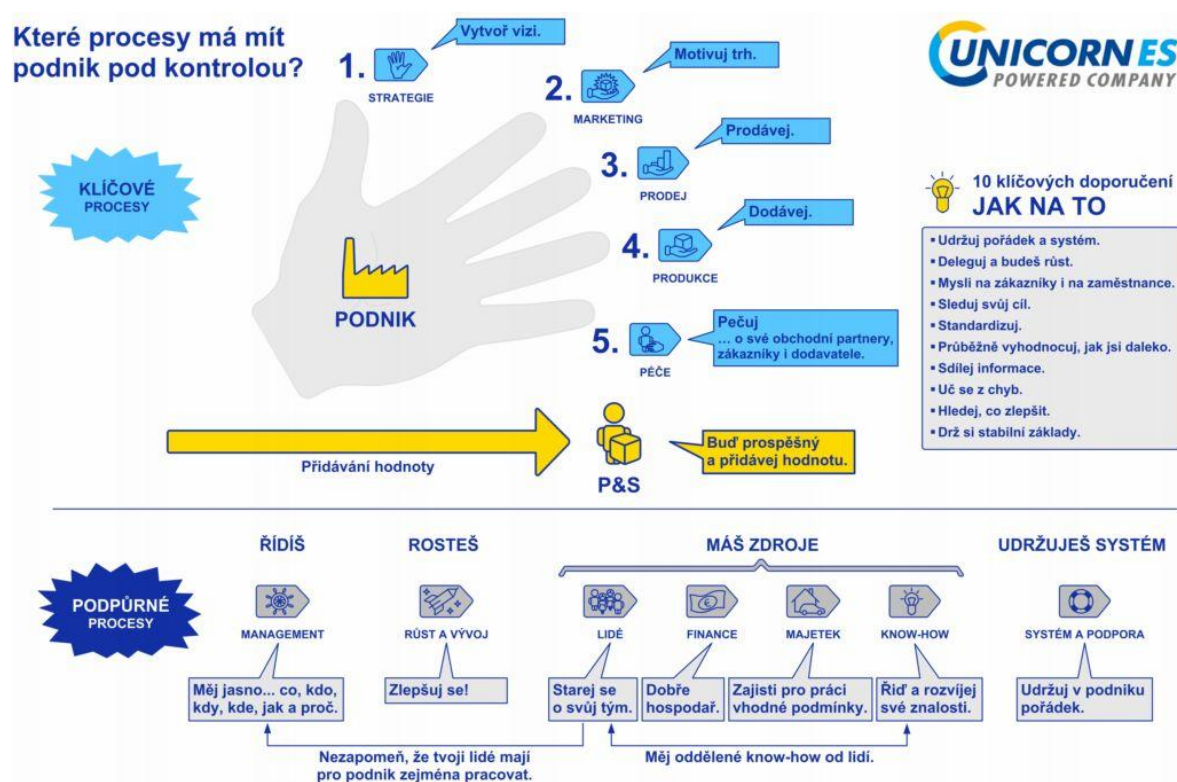 Které procesy má mít
podnik pod kontrolou?
UNICORN ES
POWERED COMPANY
KLÍČOVÉ
PROCESY
1.
STRATEGIE
Vytvoř vizi.
2.
MARKETING
Motivuj trh.
3.
PRODEJ
Prodávej.
4.
PRODUKCE
Dodávej.
5.
PÉČE
Pečuj
... o své obchodní partnery,
zákazníky i dodavatele.
PODNIK
Přidávání hodnoty
P&S
Buď prospěšný
a přidávej hodnotu.
10 klíčových doporučení
JAK NA TO
▪ Udržuj pořádek a systém.
▪ Deleguj a budeš růst.
▪ Mysli na zákazníky i na zaměstnance.
▪ Sleduj svůj cíl.
▪ Standardizuj.
▪ Průběžně vyhodnocuj, jak jsi daleko.
▪ Sdílej informace.
▪ Uč se z chyb.
▪ Hledej, co zlepšit.
▪ Drž si stabilní základy.
PODPŮRNÉ
PROCESY
ŘÍDÍŠ
MANAGEMENT
Měj jasno... co, kdo,
kdy, kde, jak a proč.
ROSTEŠ
RŮST A VÝVOJ
Zlepšuj se!
MÁŠ ZDROJE
LIDÉ
Starej se
o svůj tým.
FINANCE
Dobře
hospodař.
MAJETEK
Zajisti pro práci
vhodné podmínky.
KNOW-HOW
Řiď a rozvíjej
své znalosti.
UDRŽUJEŠ SYSTÉM
SYSTÉM A PODPORA
Udržuj v podniku
pořádek.
Nezapomeň, že tvoji lidé mají
pro podnik zejména pracovat.
Měj oddělené know-how od lidí.